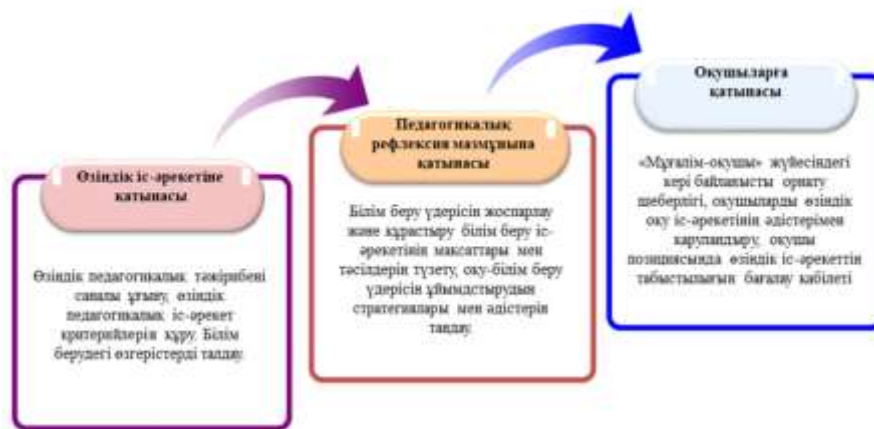 Өзіндік іс-әрекетіне
қатынасы
Өзіндік педагогикалық тәжірибені
саналы ұғыну, өзіндік
педагогикалық іс-әрекет
критерийлерін құру. Білім
берудегі өзгерістерді талдау.
Педагогикалық
рефлексия мазмұнына
қатынасы
Білім беру үдерісін жоспарлау
және құрастыру білім беру іс-
әрекетінің мақсаттары мен
тәсілдерін түзету, оқу-білім беру
үдерісін ұйымдстырудың
стратегиялары мен әдістерін
таңдау.
Оқушыларға
қатынасы
«Мұғалім-оқушы» жүйесіндегі
кері байланысты орнату
шеберлігі, оқушыларды өзіндік
оқу іс-әрекетінің әдістерімен
қаруландыру, оқушы
позициясында өзіндік іс-әрекеттің
табыстылығын бағалау қабілеті